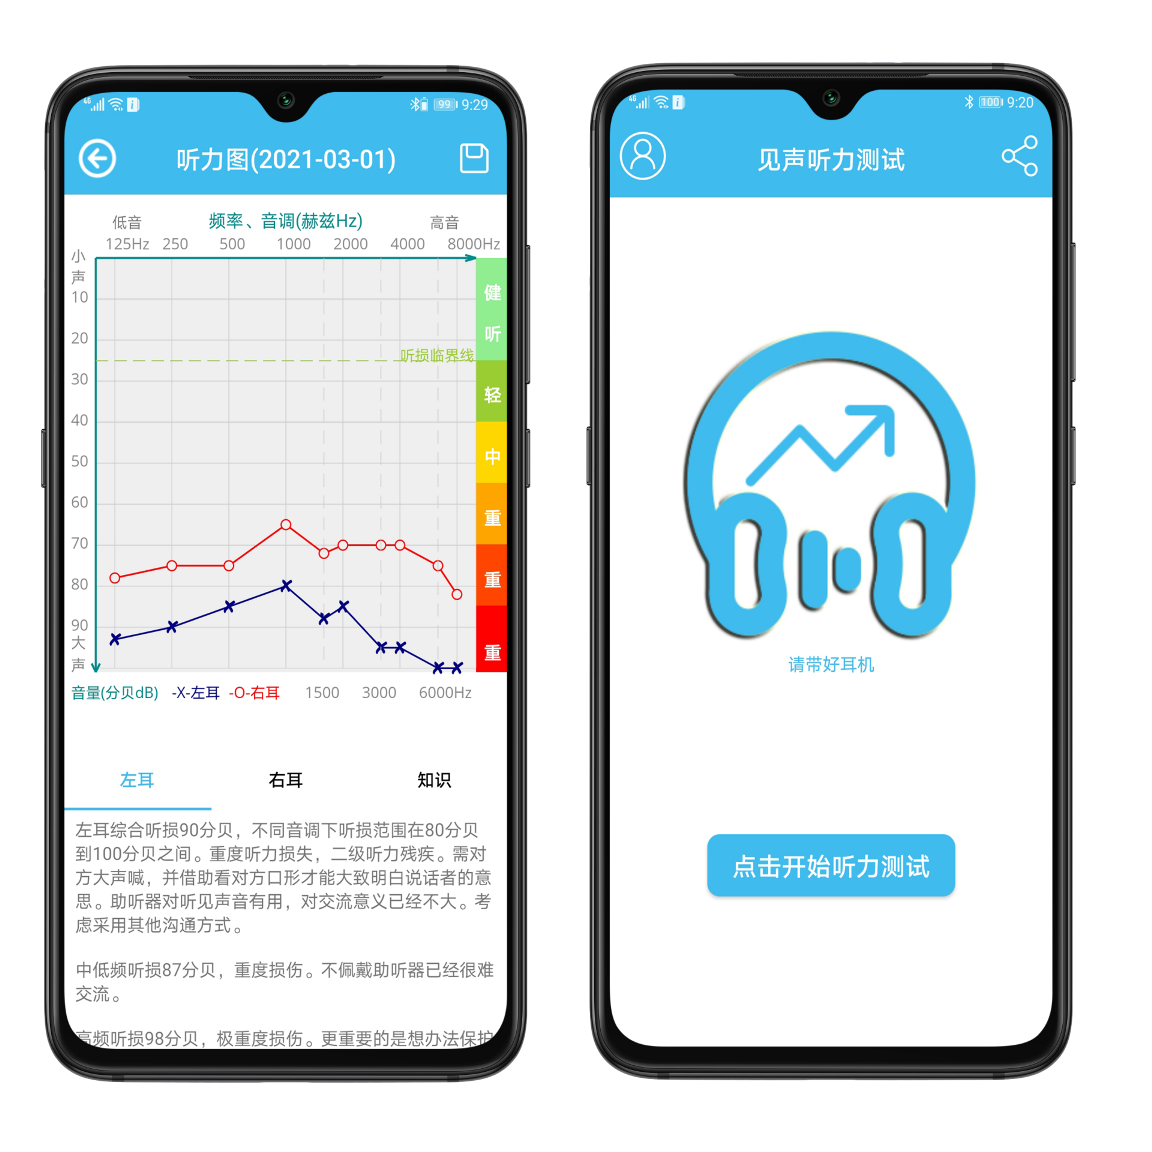 4G 99 9:29
听力图(2021-03-01)
低音 频率、音调(赫兹Hz) 高音
125Hz 250 500 1000 2000 4000 8000Hz
小
声
10
20
30
40
50
60
70
80
90
大
声
听损临界线
健
听
轻
中
重
重
重
音量(分贝dB) -X-左耳 -O-右耳 1500 3000 6000Hz
左耳 右耳 知识
左耳综合听损90分贝，不同音调下听损范围在80分贝
到100分贝之间。重度听力损失，二级听力残疾。需对
方大声喊，并借助看对方口形才能大致明白说话者的意
思。助听器对听见声音有用，对交流意义已经不大。考
虑采用其他沟通方式。
中低频听损87分贝，重度损伤。不佩戴助听器已经很难
交流。
高频听损98分贝，极重度损伤。更重要的是想办法保护
4G 100 9:20
见声听力测试
请带好耳机
点击开始听力测试